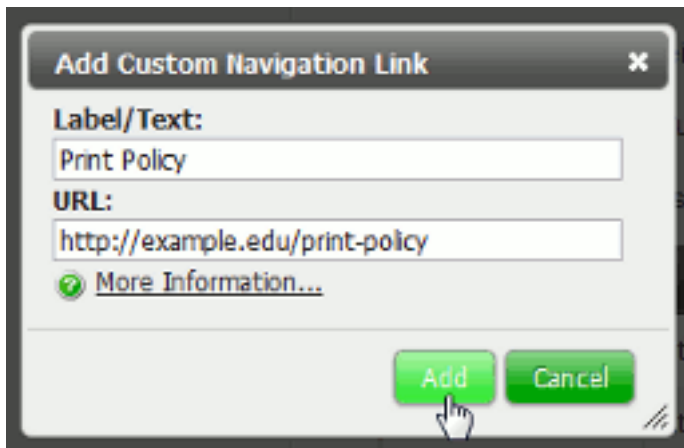 Add Custom Navigation Link
Label/Text:
Print Policy
URL:
http://example.edu/print-policy
More Information...
Add Cancel